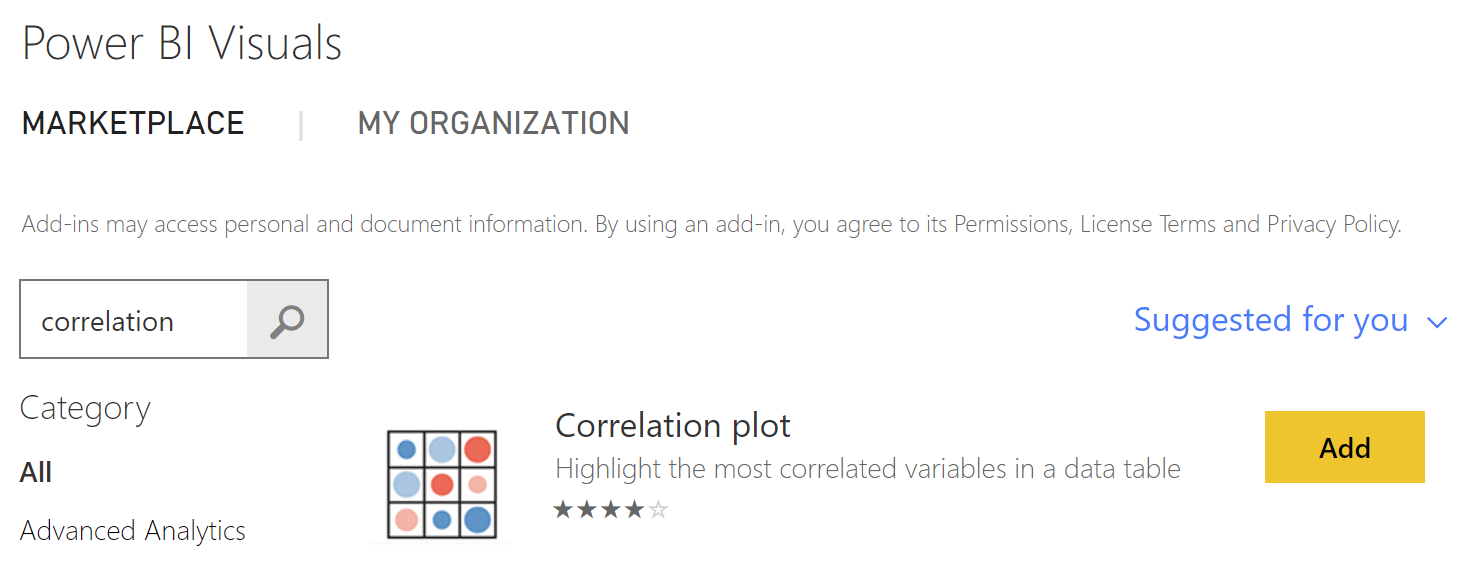 Power BI Visuals
MARKETPLACE | MY ORGANIZATION
Add-ins may access personal and document information. By using an add-in, you agree to its Permissions, License Terms and Privacy Policy.
correlation
Suggested for you
Category
All
Advanced Analytics
Correlation plot
Highlight the most correlated variables in a data table
Add